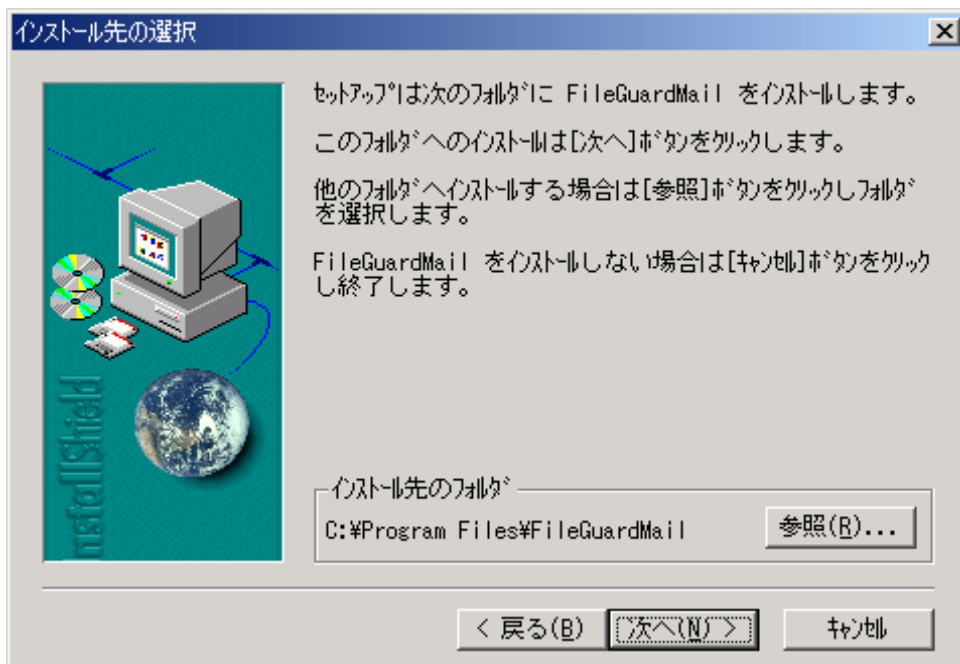 インストール先の選択
ｾｯﾄｱｯﾌﾟは次のﾌｫﾙﾀﾞに FileGuardMail をｲﾝｽﾄｰﾙします。
このﾌｫﾙﾀﾞへのｲﾝｽﾄｰﾙは[次へ]ﾎﾞﾀﾝをｸﾘｯｸします。
他のﾌｫﾙﾀﾞへｲﾝｽﾄｰﾙする場合は[参照]ﾎﾞﾀﾝをｸﾘｯｸしﾌｫﾙﾀﾞ
を選択します。
FileGuardMail をｲﾝｽﾄｰﾙしない場合は[ｷｬﾝｾﾙ]ﾎﾞﾀﾝをｸﾘｯｸ
し終了します。
InstallShield
ｲﾝｽﾄｰﾙ先のﾌｫﾙﾀﾞ
C:¥Program Files¥FileGuardMail
参照(R)...
< 戻る(B)
次へ(N) >
ｷｬﾝｾﾙ